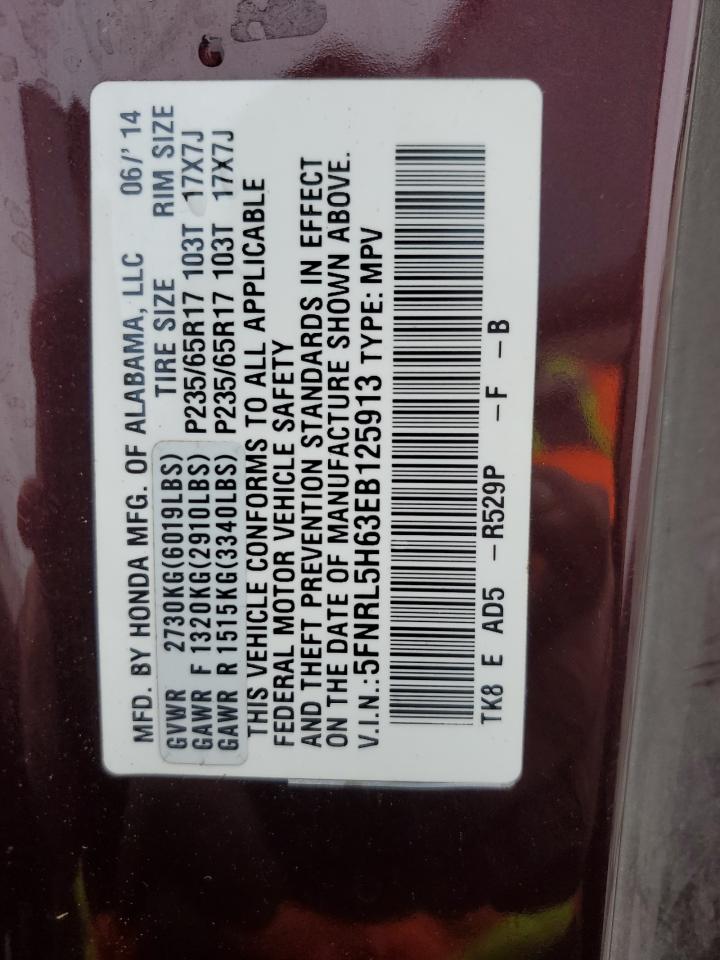 MFD. BY HONDA MFG. OF ALABAMA, LLC 06/'14
TIRE SIZE RIM SIZE
GVWR 2730KG(6019LBS)
GAWR F 1320KG(2910LBS) P235/65R17 103T 17X7J
GAWR R 1515KG(3340LBS) P235/65R17 103T 17X7J
THIS VEHICLE CONFORMS TO ALL APPLICABLE
FEDERAL MOTOR VEHICLE SAFETY
AND THEFT PREVENTION STANDARDS IN EFFECT
ON THE DATE OF MANUFACTURE SHOWN ABOVE.
V.I.N.:5FNRL5H63EB125913 TYPE: MPV
TK8 E AD5 -R529P -F -B